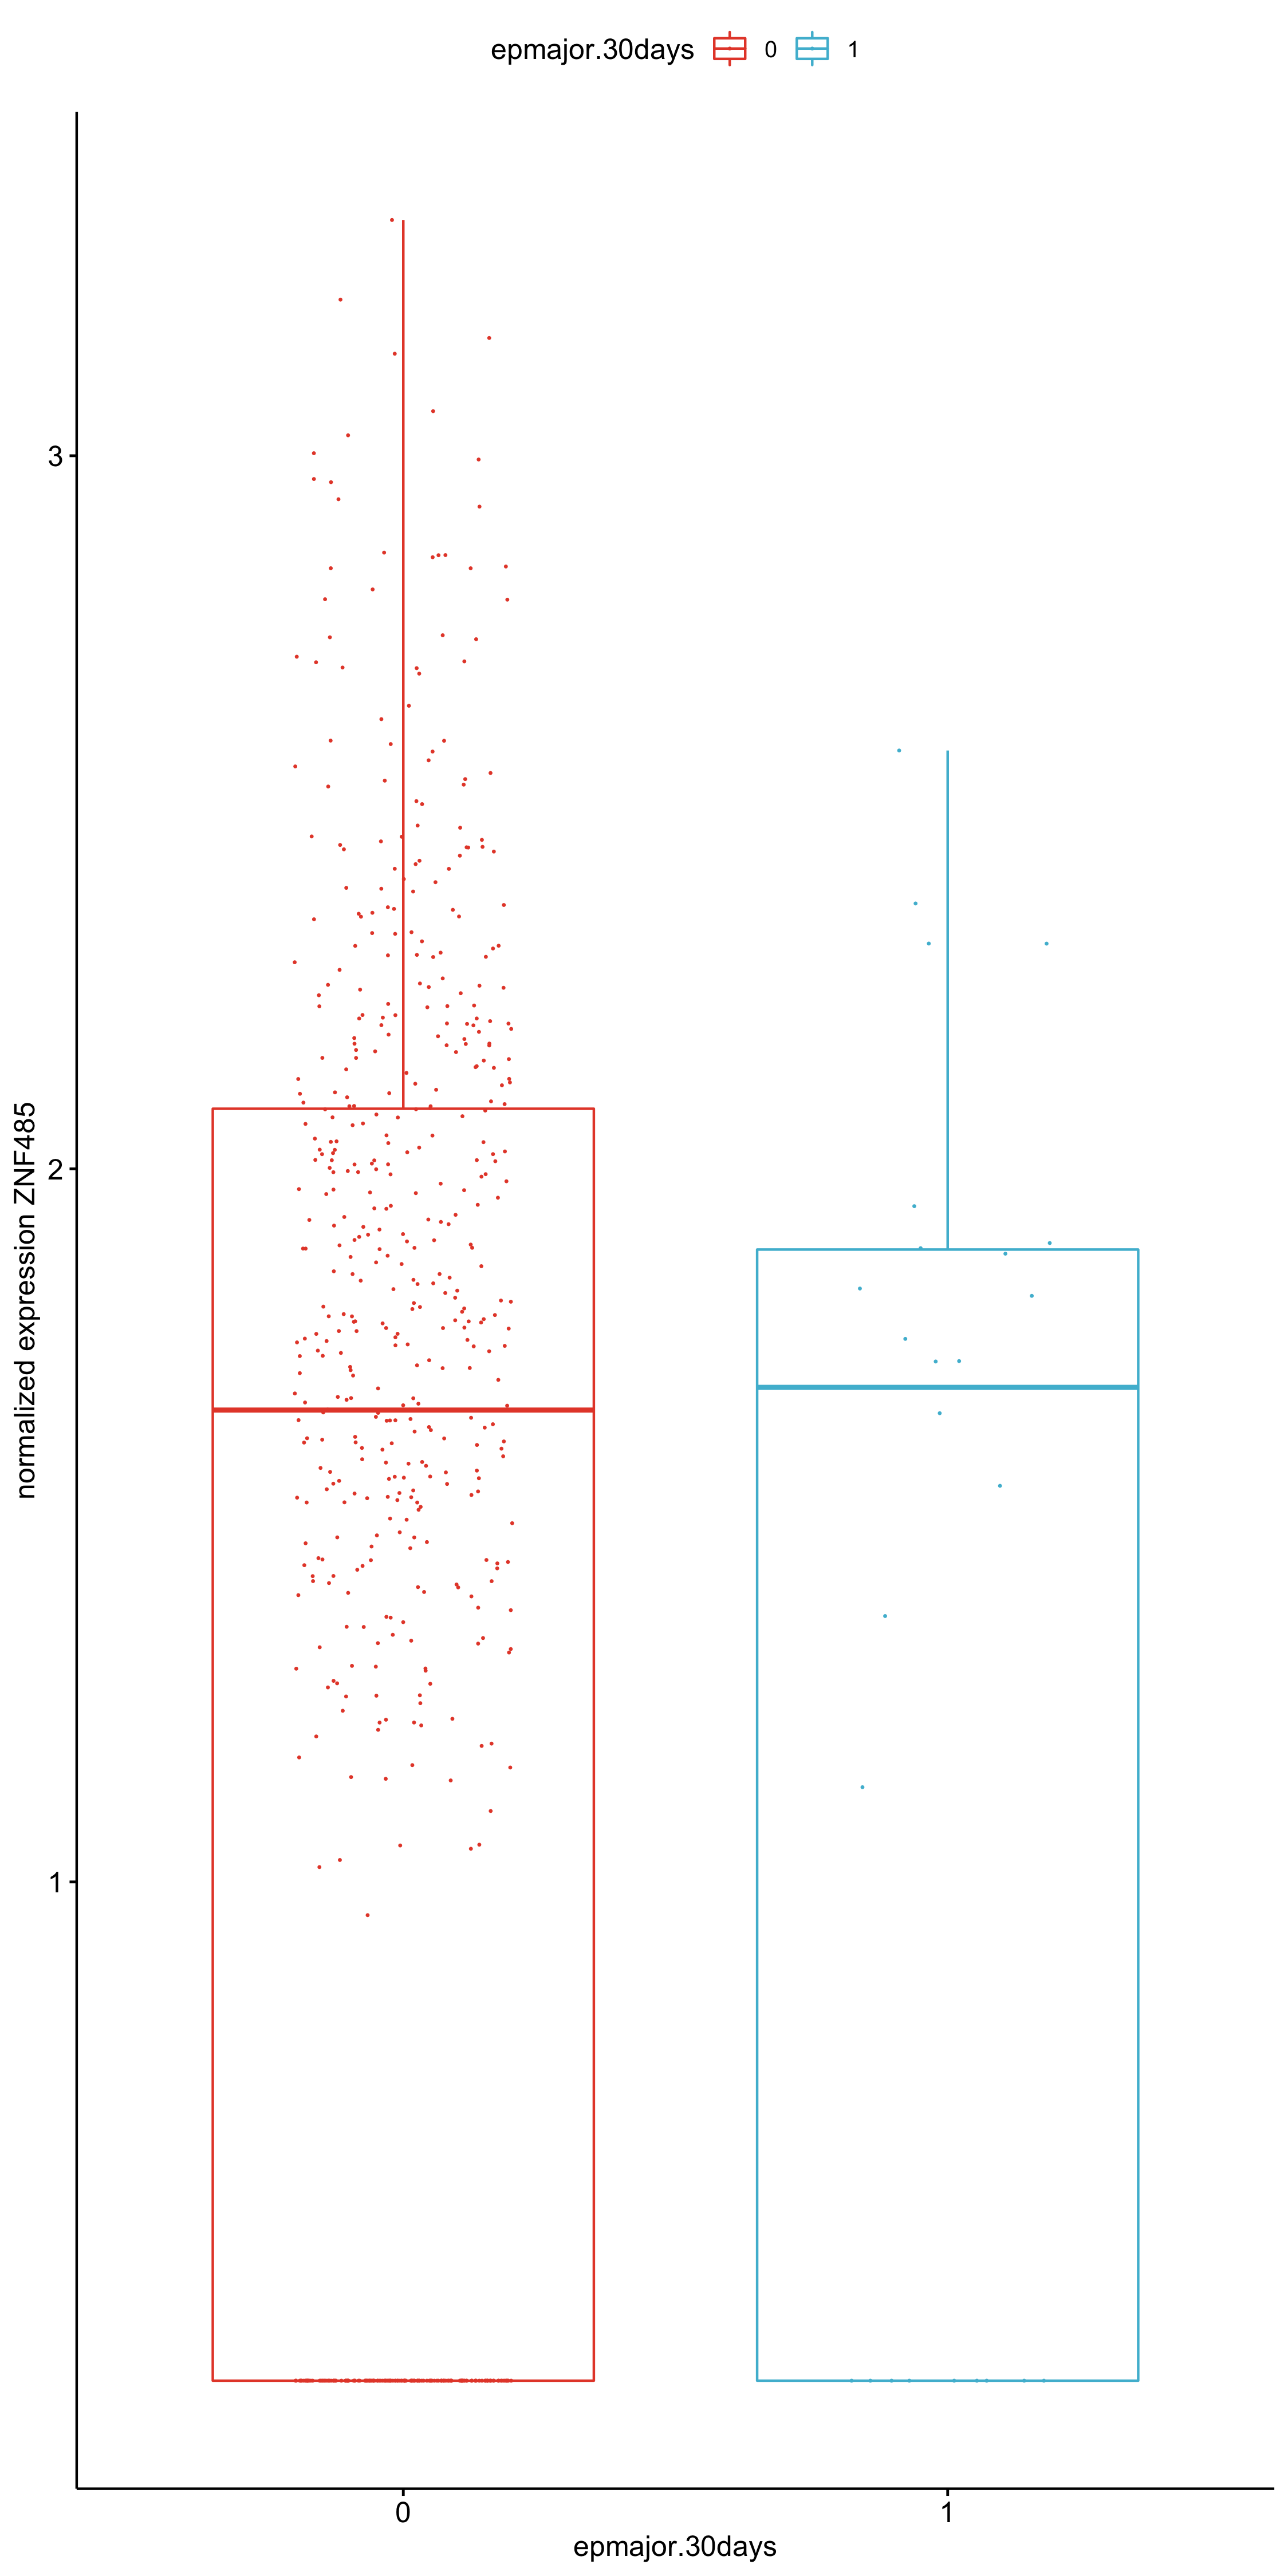 epmajor.30days 0 1
normalized expression ZNF485
3
2
1
0 1
epmajor.30days